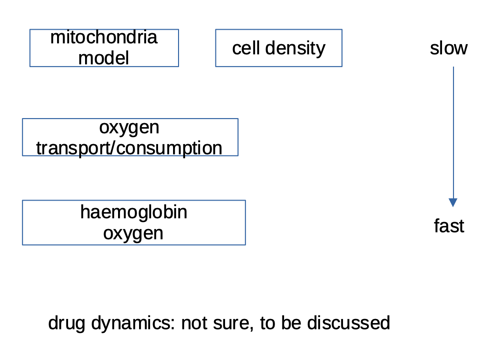 mitochondria
model
cell density
slow
oxygen
transport/consumption
haemoglobin
oxygen
fast
drug dynamics: not sure, to be discussed